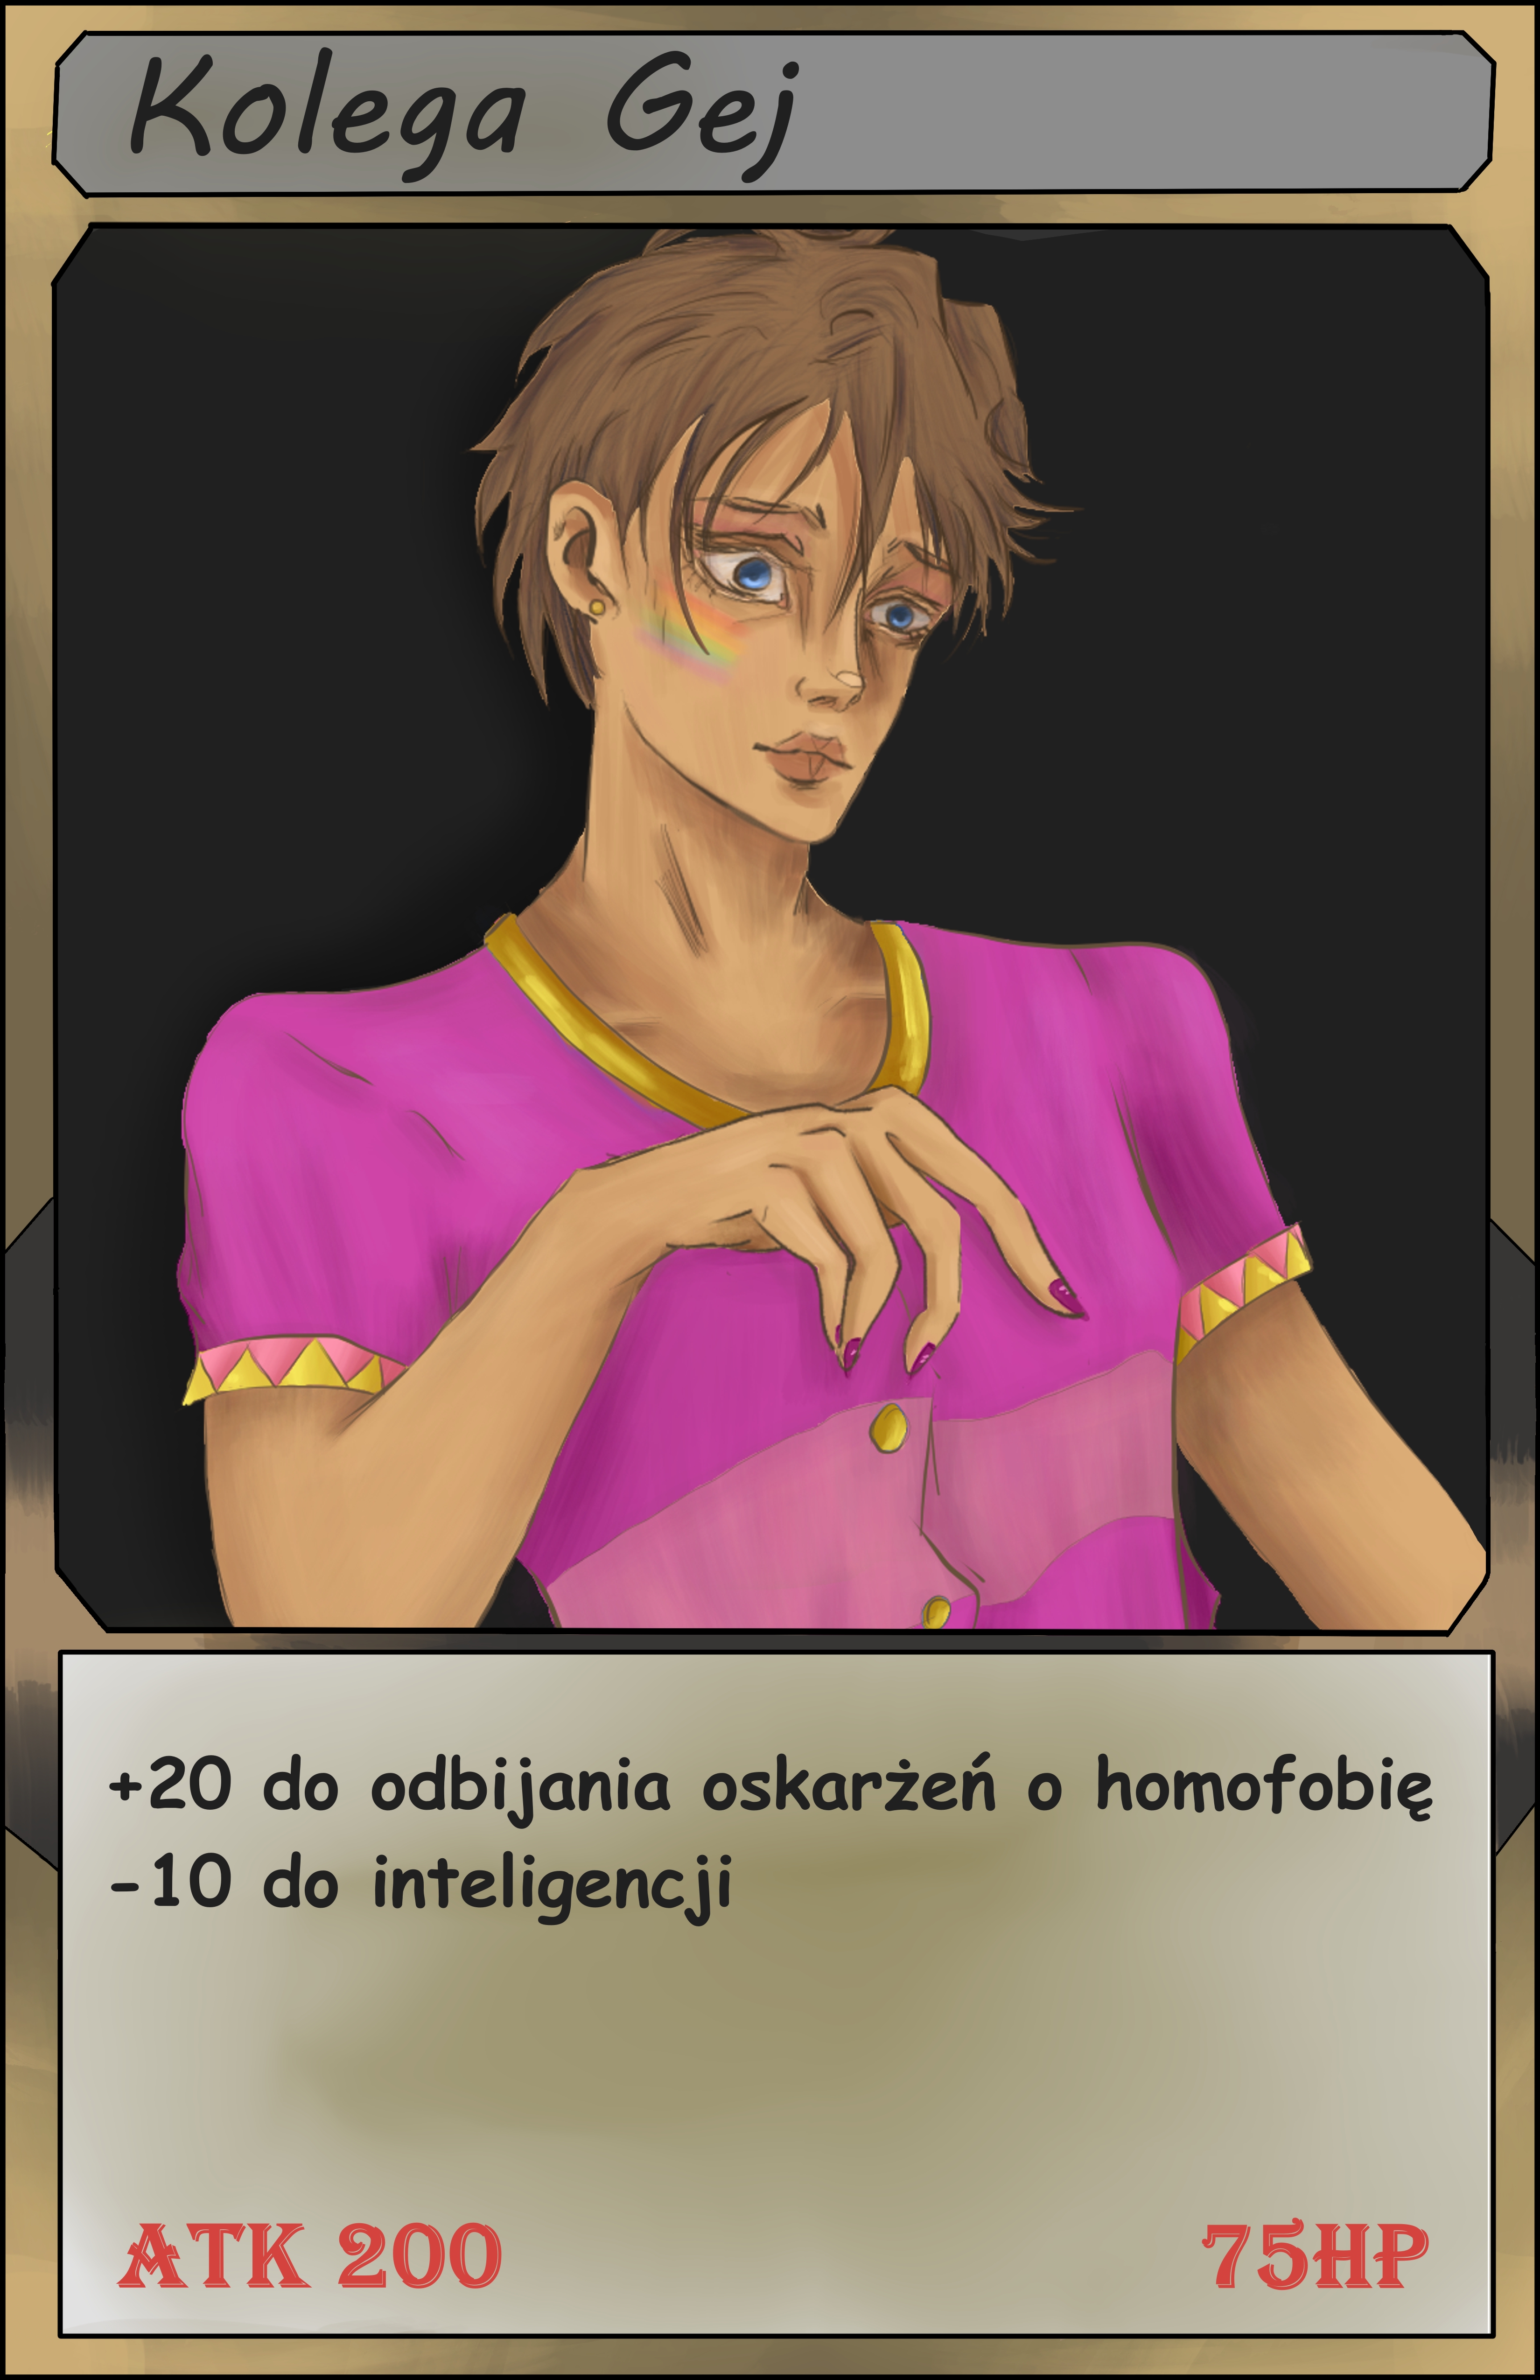 Kolega Gej
+20 do odbijania oskarżeń o homofobię
-10 do inteligencji
ATK 200 75HP